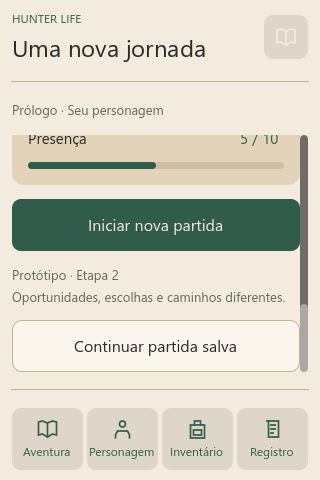 HUNTER LIFE
Uma nova jornada
Prólogo · Seu personagem
Presença 5 / 10
Iniciar nova partida
Protótipo · Etapa 2
Oportunidades, escolhas e caminhos diferentes.
Continuar partida salva
Aventura Personagem Inventário Registro